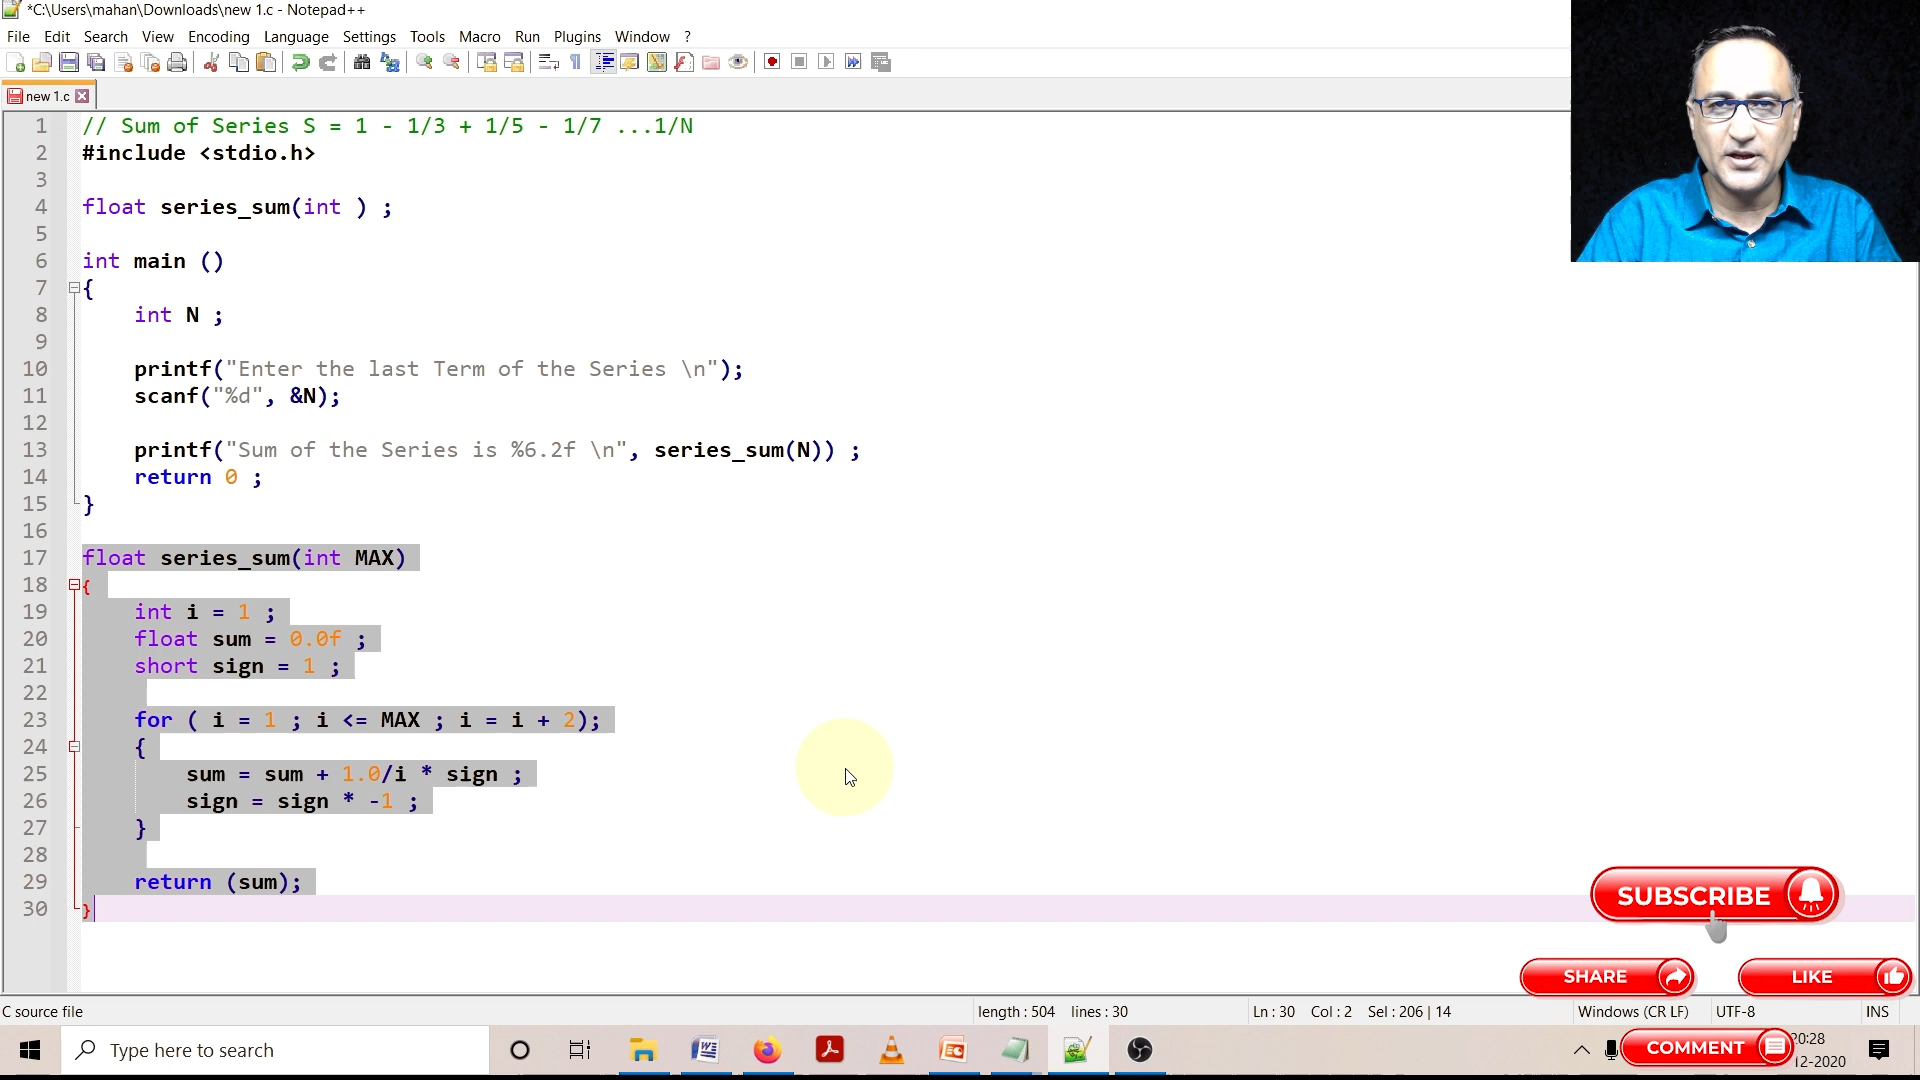 *C:\Users\mahan\Downloads\new 1.c - Notepad++
File Edit Search View Encoding Language Settings Tools Macro Run Plugins Window ?
new 1.c
1 // Sum of Series S = 1 - 1/3 + 1/5 - 1/7 ...1/N
2 #include <stdio.h>
3
4 float series_sum(int ) ;
5
6 int main ()
7 {
8 int N ;
9
10 printf("Enter the last Term of the Series \n");
11 scanf("%d", &N);
12
13 printf("Sum of the Series is %6.2f \n", series_sum(N)) ;
14 return 0 ;
15 }
16
17 float series_sum(int MAX)
18 {
19 int i = 1 ;
20 float sum = 0.0f ;
21 short sign = 1 ;
22
23 for ( i = 1 ; i <= MAX ; i = i + 2);
24 {
25 sum = sum + 1.0/i * sign ;
26 sign = sign * -1 ;
27 }
28
29 return (sum);
30 }
SUBSCRIBE
SHARE LIKE
C source file length : 504 lines : 30 Ln : 30 Col : 2 Sel : 206 | 14 Windows (CR LF) UTF-8 INS
Type here to search
COMMENT
20:28
12-2020